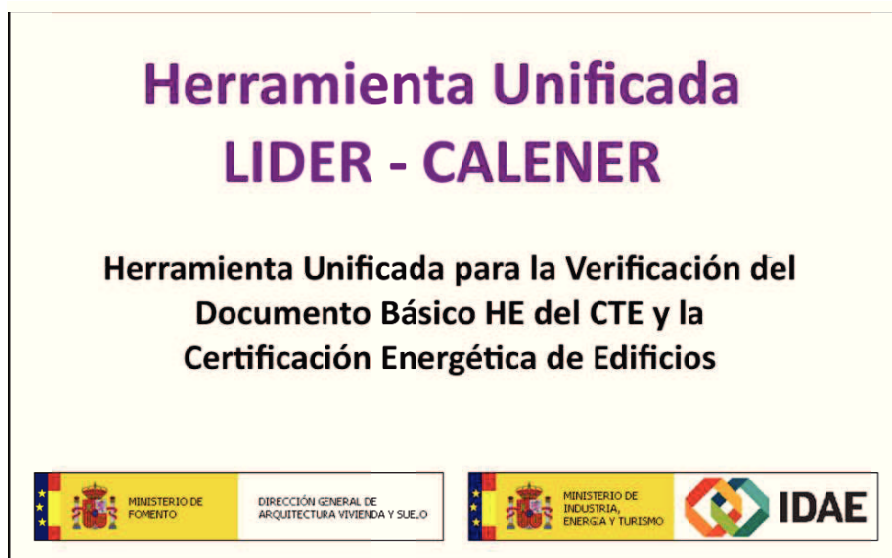 Herramienta Unificada
LIDER - CALENER
Herramienta Unificada para la Verificación del
Documento Básico HE del CTE y la
Certificación Energética de Edificios
MINISTERIO DE
FOMENTO
DIRECCIÓN GENERAL DE
ARQUITECTURA VIVIENDA Y SUELO
MINISTERIO DE
INDUSTRIA,
ENERGÍA Y TURISMO
IDAE